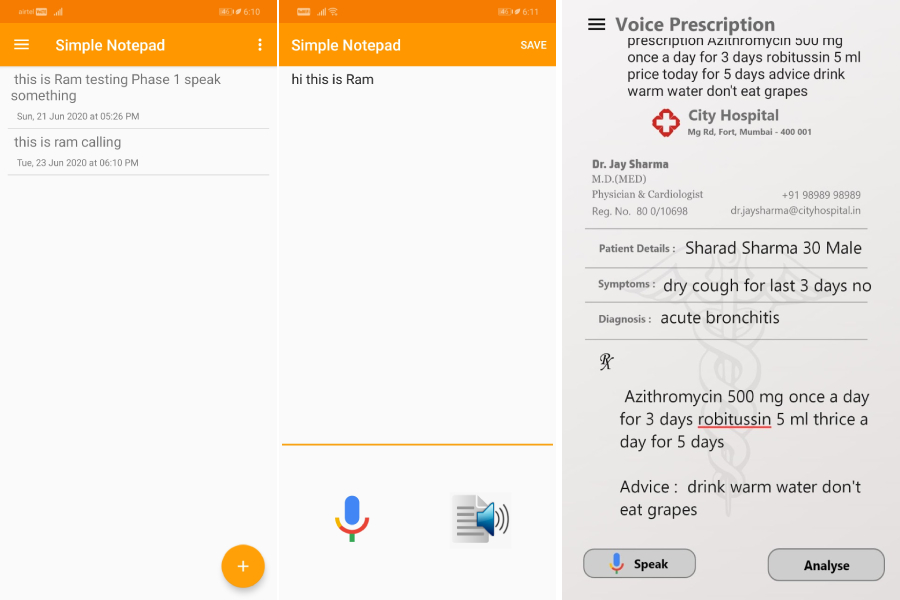 airtel
6:10
Simple Notepad
this is Ram testing Phase 1 speak
something
Sun, 21 Jun 2020 at 05:26 PM
this is ram calling
Tue, 23 Jun 2020 at 06:10 PM
+
6:11
Simple Notepad
SAVE
hi this is Ram
Voice Prescription
prescription Azithromycin 500 mg
once a day for 3 days robitussin 5 ml
price today for 5 days advice drink
warm water don't eat grapes
City Hospital
Mg Rd, Fort, Mumbai - 400 001
Dr. Jay Sharma
M.D.(MED)
Physician & Cardiologist
+91 98989 98989
Reg. No. 80 0/10698
dr.jaysharma@cityhospital.in
Patient Details : Sharad Sharma 30 Male
Symptoms : dry cough for last 3 days no
Diagnosis : acute bronchitis
℞
Azithromycin 500 mg once a day
for 3 days robitussin 5 ml thrice a
day for 5 days
Advice : drink warm water don't
eat grapes
Speak
Analyse